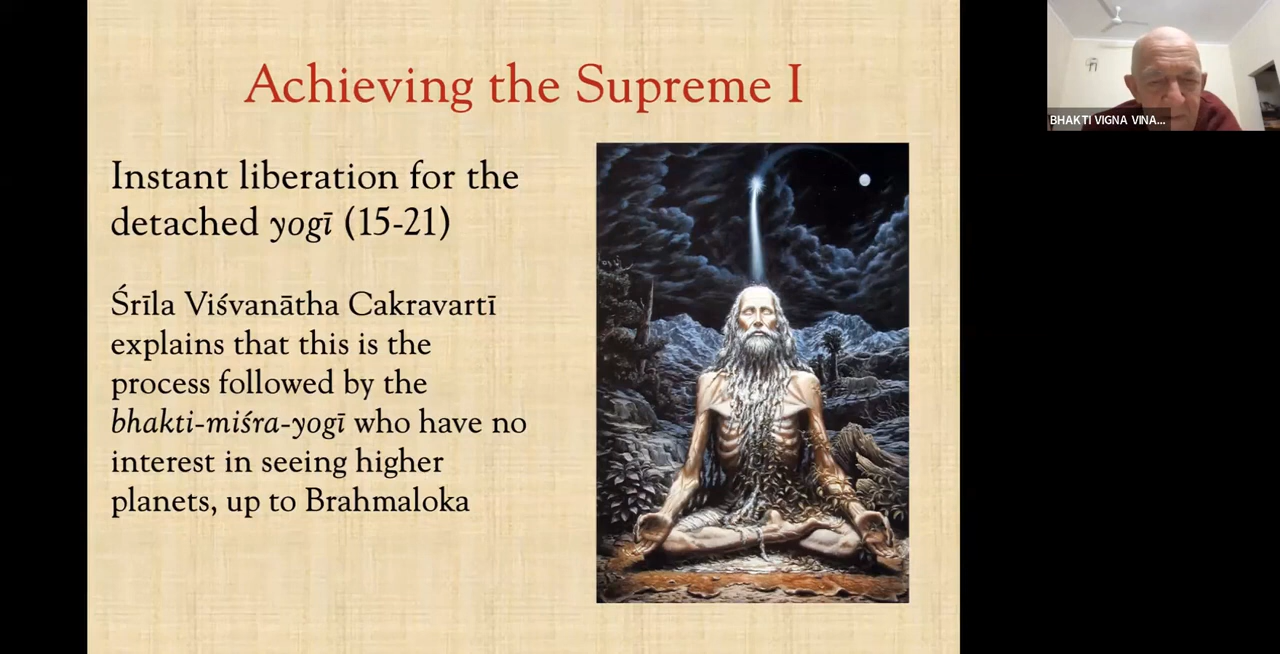 Achieving the Supreme I
Instant liberation for the
detached yogī (15-21)
Śrīla Viśvanātha Cakravartī
explains that this is the
process followed by the
bhakti-miśra-yogī who have no
interest in seeing higher
planets, up to Brahmaloka
BHAKTI VIGNA VINA...